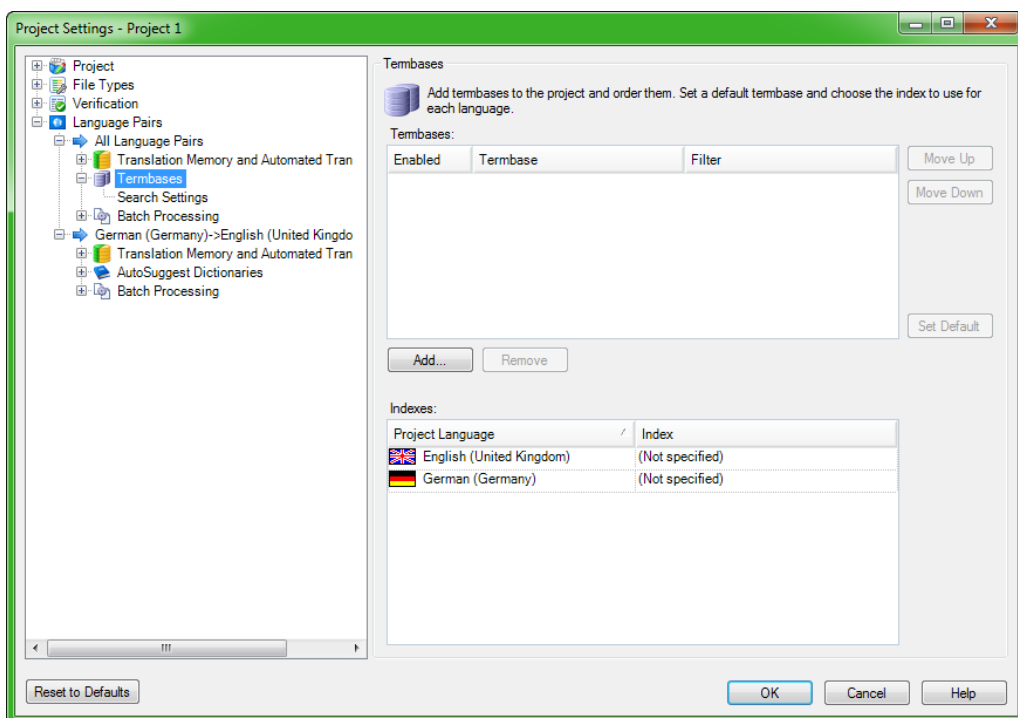 Project Settings - Project 1
Project
File Types
Verification
Language Pairs
All Language Pairs
Translation Memory and Automated Tran
Termbases
Search Settings
Batch Processing
German (Germany)->English (United Kingdo
Translation Memory and Automated Tran
AutoSuggest Dictionaries
Batch Processing
Reset to Defaults
Termbases
Add termbases to the project and order them. Set a default termbase and choose the index to use for
each language.
Termbases:
Enabled Termbase Filter
Move Up
Move Down
Set Default
Add... Remove
Indexes:
Project Language Index
English (United Kingdom) (Not specified)
German (Germany) (Not specified)
OK Cancel Help